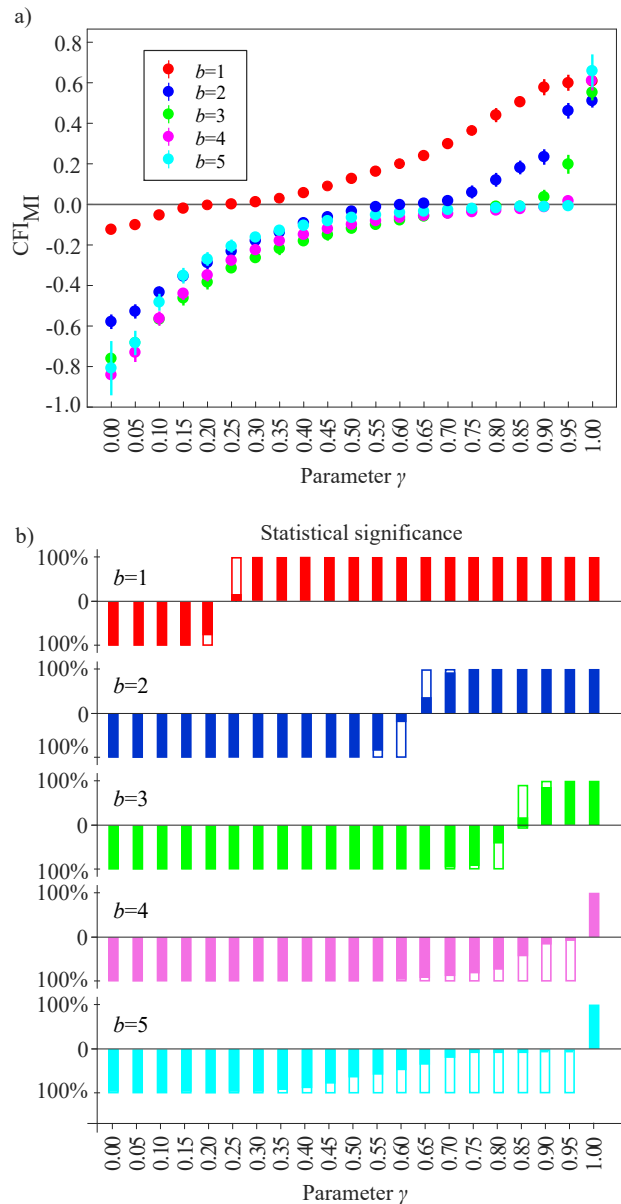 a)
0.8
0.6
0.4
0.2
0.0
-0.2
-0.4
-0.6
-0.8
-1.0
CFI_MI
b=1
b=2
b=3
b=4
b=5
0.00 0.05 0.10 0.15 0.20 0.25 0.30 0.35 0.40 0.45 0.50 0.55 0.60 0.65 0.70 0.75 0.80 0.85 0.90 0.95 1.00
Parameter γ
b)
Statistical significance
100%
b=1
0
100%
100%
b=2
0
100%
100%
b=3
0
100%
100%
b=4
0
100%
100%
b=5
0
100%
0.00 0.05 0.10 0.15 0.20 0.25 0.30 0.35 0.40 0.45 0.50 0.55 0.60 0.65 0.70 0.75 0.80 0.85 0.90 0.95 1.00
Parameter γ